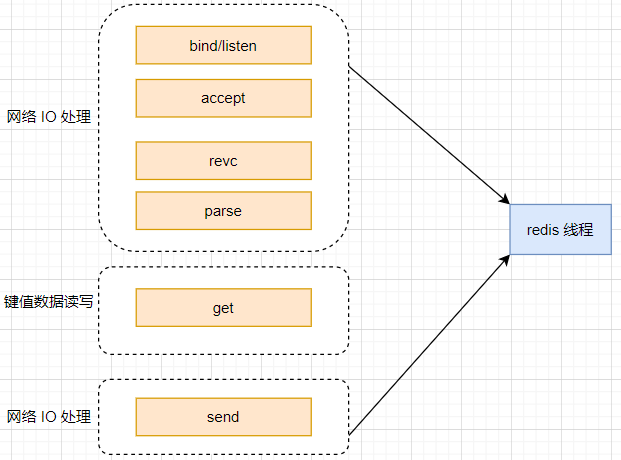 bind/listen
accept
网络 IO 处理
revc
parse
redis 线程
键值数据读写
get
网络 IO 处理
send